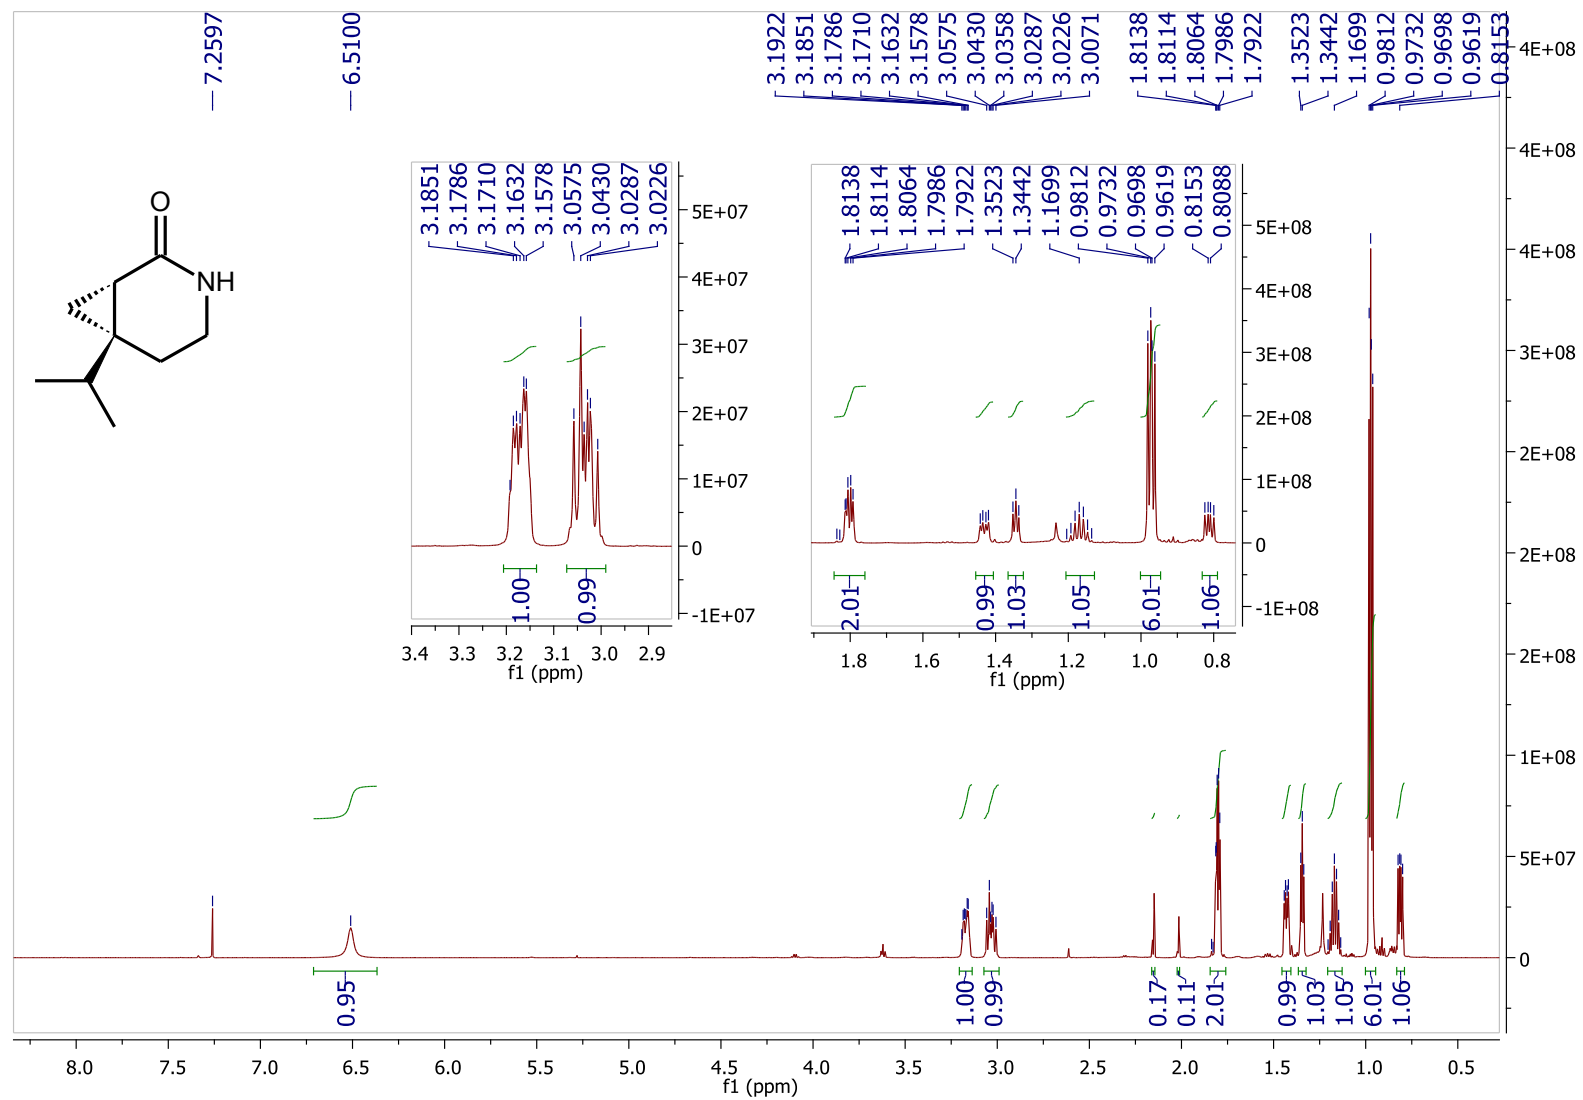 7.2597
6.5100
3.1922
3.1851
3.1786
3.1710
3.1632
3.1578
3.0575
3.0430
3.0358
3.0287
3.0226
3.0071
1.8138
1.8114
1.8064
1.7986
1.7922
1.3523
1.3442
1.1699
0.9812
0.9732
0.9698
0.9619
0.8153
O
NH
3.1851
3.1786
3.1710
3.1632
3.1578
3.0575
3.0430
3.0287
3.0226
5E+07
4E+07
3E+07
2E+07
1E+07
0
-1E+07
1.00
0.99
3.4 3.3 3.2 3.1 3.0 2.9
f1 (ppm)
1.8138
1.8114
1.8064
1.7986
1.7922
1.3523
1.3442
1.1699
0.9812
0.9732
0.9698
0.9619
0.8153
0.8088
5E+08
4E+08
3E+08
2E+08
1E+08
0
-1E+08
2.01
0.99
1.03
1.05
6.01
1.06
1.8 1.6 1.4 1.2 1.0 0.8
f1 (ppm)
4E+08
4E+08
4E+08
3E+08
2E+08
2E+08
2E+08
1E+08
5E+07
0
0.95
1.00
0.99
0.17
0.11
2.01
0.99
1.03
1.05
6.01
1.06
8.0 7.5 7.0 6.5 6.0 5.5 5.0 4.5 4.0 3.5 3.0 2.5 2.0 1.5 1.0 0.5
f1 (ppm)